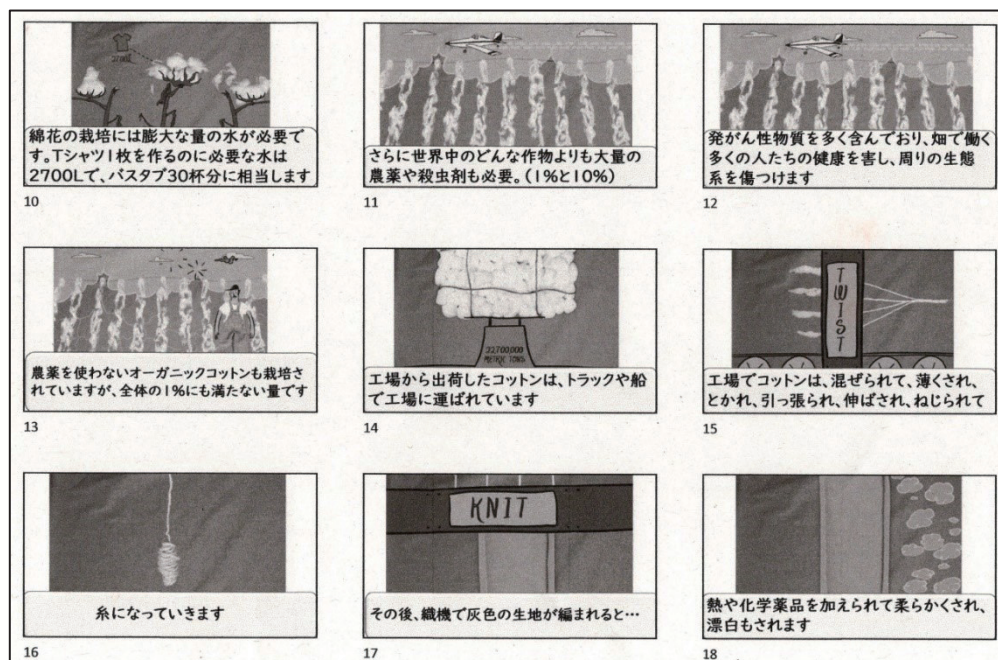 2700L
綿花の栽培には膨大な量の水が必要で
す。Tシャツ1枚を作るのに必要な水は
2700Lで、バスタブ30杯分に相当します
10
さらに世界中のどんな作物よりも大量の
農薬や殺虫剤も必要。(1%と10%)
11
発がん性物質を多く含んでおり、畑で働く
多くの人たちの健康を害し、周りの生態
系を傷つけます
12
農薬を使わないオーガニックコットンも栽培さ
れていますが、全体の1%にも満たない量です
13
22,700,000
METRIC TONS
工場から出荷したコットンは、トラックや船
で工場に運ばれています
14
TWIST
工場でコットンは、混ぜられて、薄くされ、
とかれ、引っ張られ、伸ばされ、ねじられて
15
糸になっていきます
16
KNIT
その後、織機で灰色の生地が編まれると…
17
熱や化学薬品を加えられて柔らかくされ、
漂白もされます
18